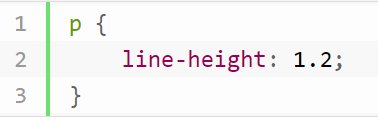 1 p {
2     line-height: 1.2;
3 }